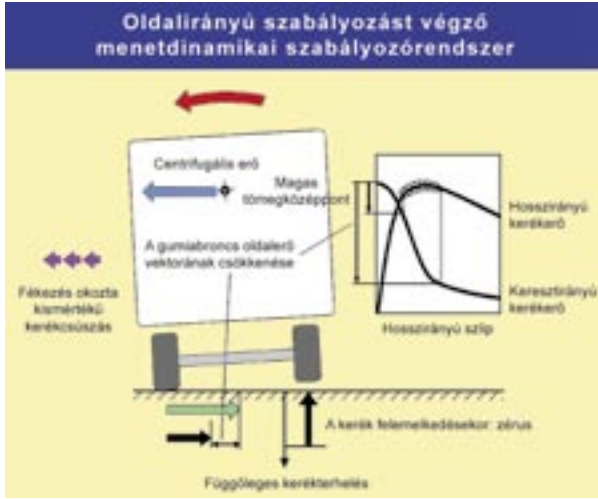 Oldalirányú szabályozást végző
menetdinamikai szabályozórendszer
Centrifugális erő
Magas
tömegközéppont
A gumiabroncs oldalerő
vektorának csökkenése
Hosszirányú
kerékerő
Keresztirányú
kerékerő
Hosszirányú szlip
Fékezés okozta
kismértékű
kerékcsúszás
A kerék felemelkedésekor: zérus
Függőleges kerékterhelés